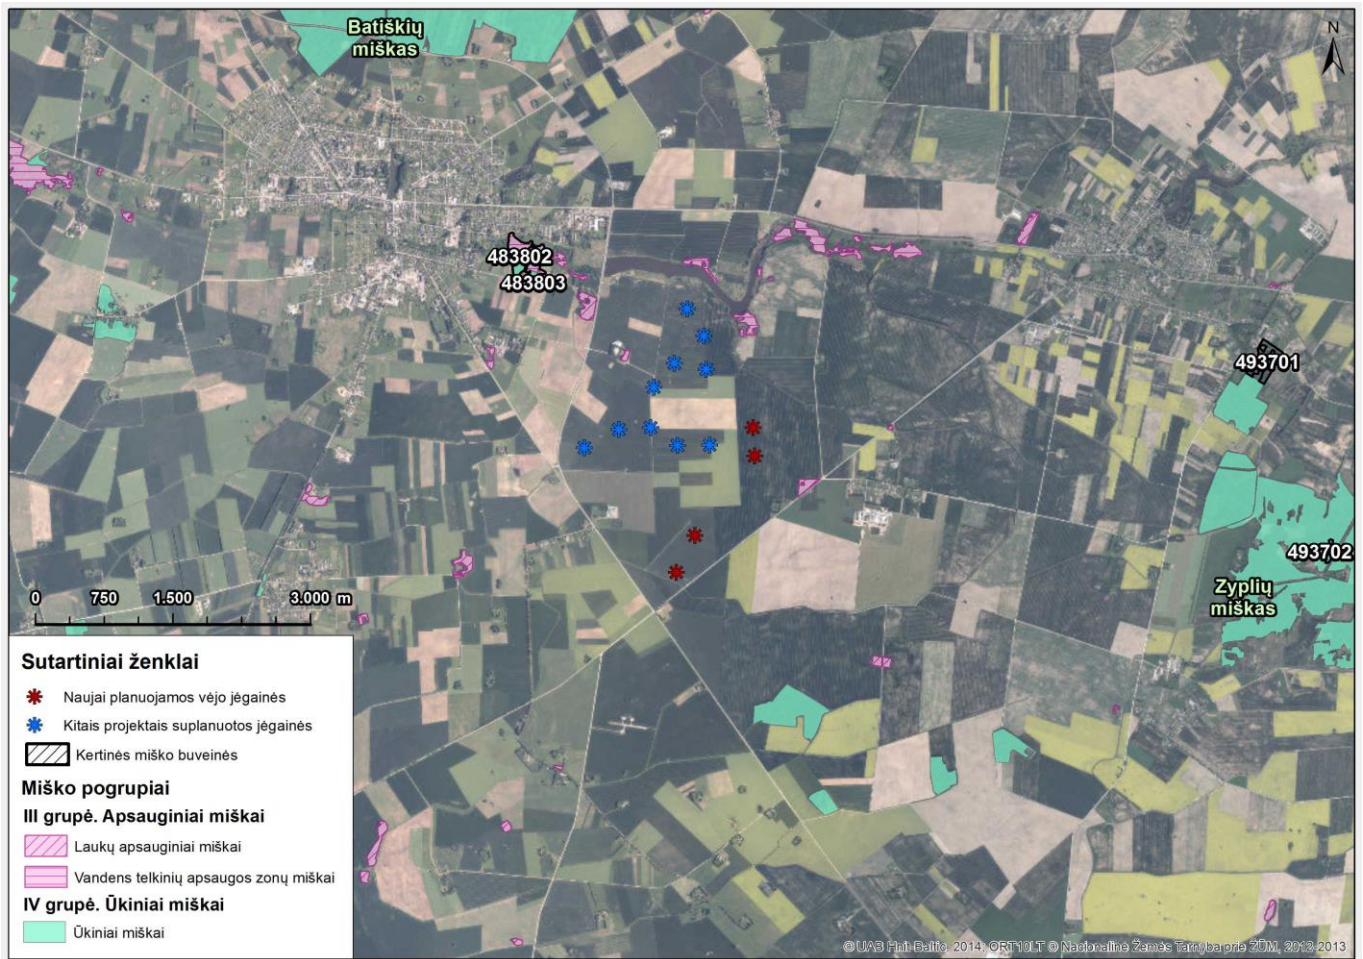 Batiškių
miškas
N
483802
483803
493701
493702
Zyplių
miškas
0 750 1.500 3.000 m
Sutartiniai ženklai
Naujai planuojamos vėjo jėgainės
Kitais projektais suplanuotos jėgainės
Kertinės miško buveinės
Miško pogrupiai
III grupė. Apsauginiai miškai
Laukų apsauginiai miškai
Vandens telkinių apsaugos zonų miškai
IV grupė. Ūkiniai miškai
Ūkiniai miškai
© UAB Hnit-Baltic, 2014; ORT10LT © Nacionalinė Žemės Tarnyba prie ŽŪM, 2012-2013